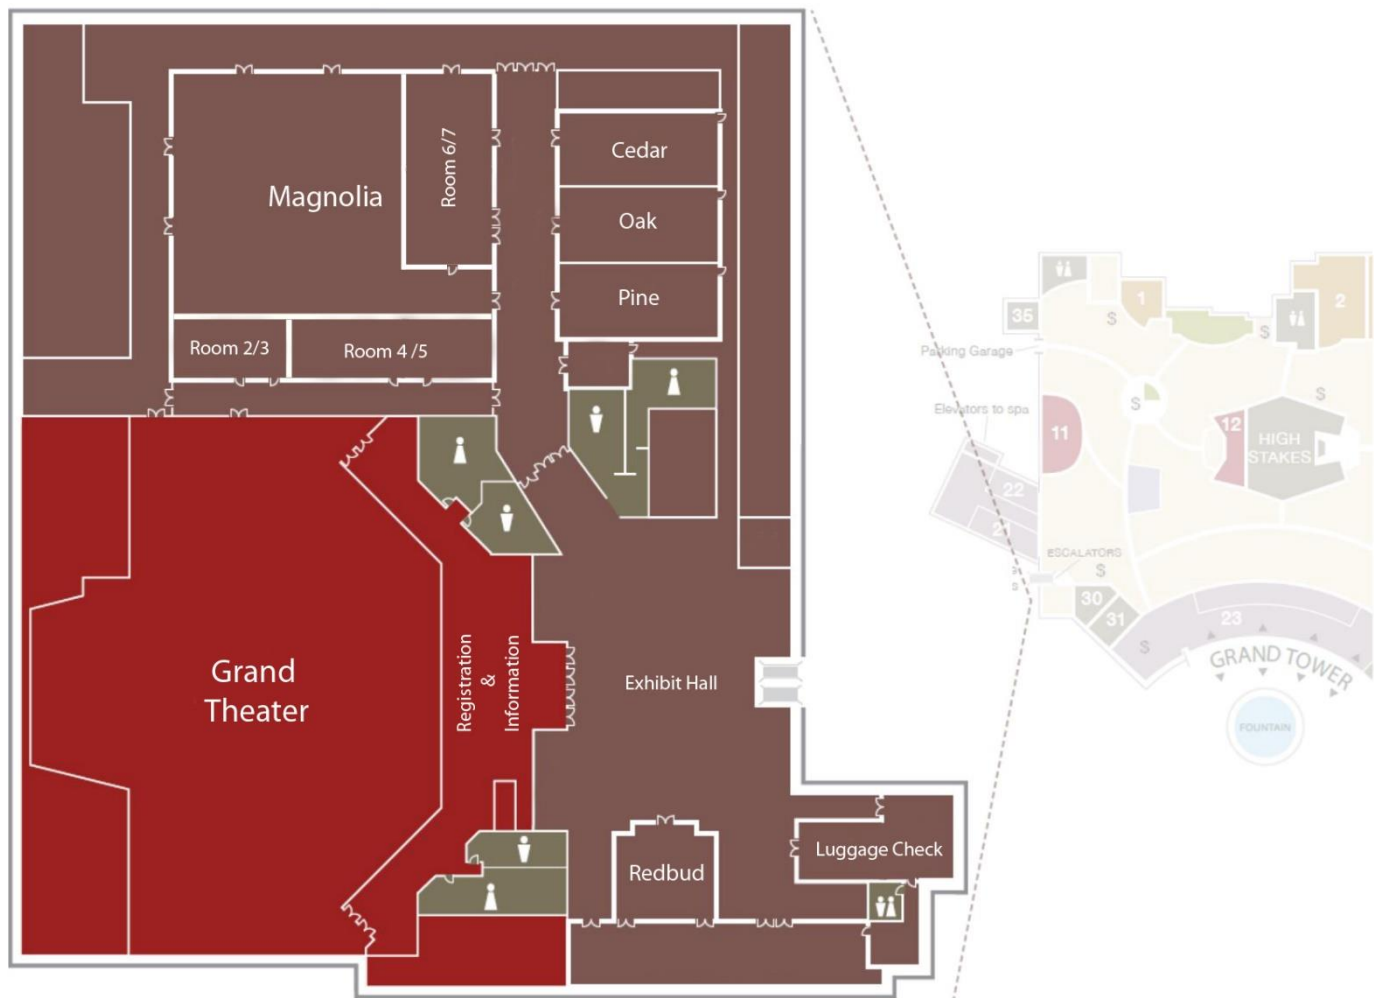 Magnolia
Room 6/7
Cedar
Oak
Pine
Room 2/3
Room 4 /5
Grand
Theater
Registration
&
Information
Exhibit Hall
Redbud
Luggage Check
1
2
35
$
$
Parking Garage
$
$
Elevators to spa
11
12
HIGH
STAKES
22
21
ESCALATORS
$
30
31
23
$
GRAND TOWER
FOUNTAIN